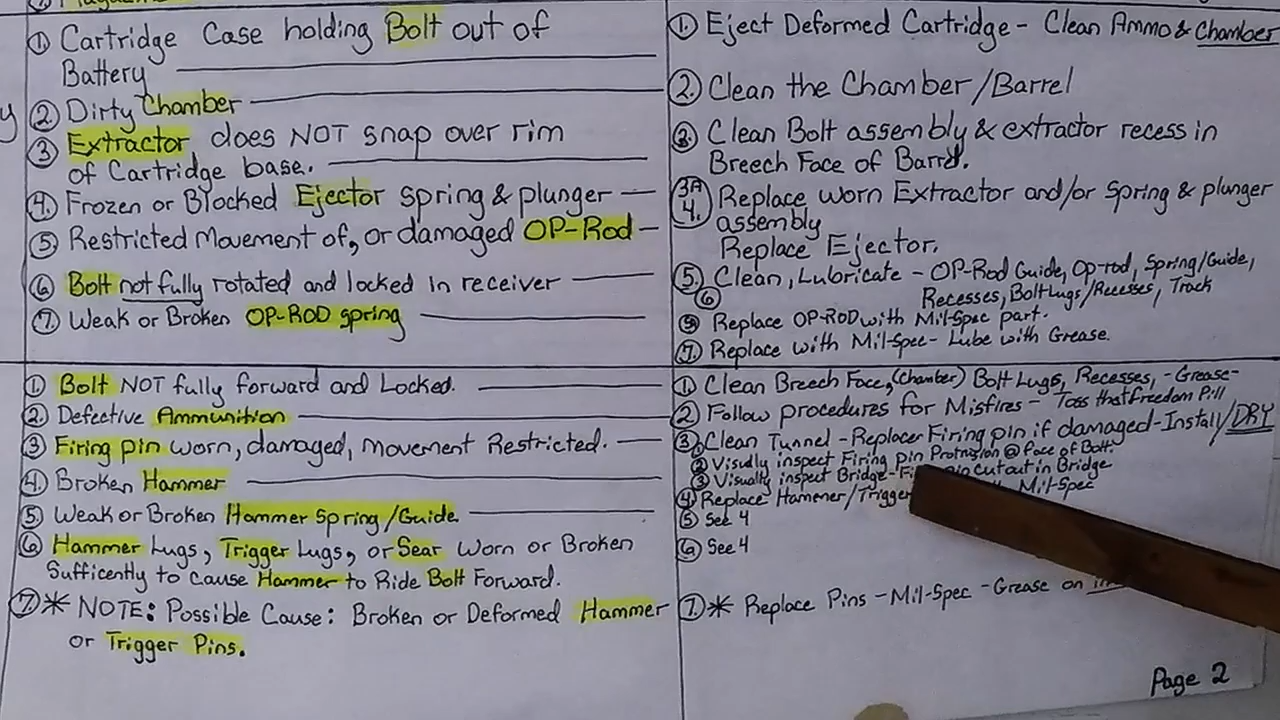 y
① Cartridge Case holding Bolt out of
Battery
② Dirty Chamber
③ Extractor does NOT snap over rim
of Cartridge base.
④. Frozen or Blocked Ejector spring & plunger
⑤ Restricted Movement of, or damaged OP-Rod
⑥ Bolt not fully rotated and locked in receiver
⑦. Weak or Broken OP-ROD spring
① Eject Deformed Cartridge - Clean Ammo & Chamber
②. Clean the Chamber/Barrel
③. Clean Bolt assembly & extractor recess in
Breech Face of Barrel.
3A 4. Replace worn Extractor and/or spring & plunger
assembly
Replace Ejector.
⑤. Clean, Lubricate - OP-Rod Guide, Op-rod, Spring/Guide,
⑥ Recesses, Bolt Lugs/Recesses, Track
⑤ Replace OP-ROD with Mil-Spec part.
⑦. Replace with Mil-Spec - Lube with Grease.
① Bolt NOT fully forward and Locked.
②. Defective Ammunition
③ Firing pin worn, damaged, movement Restricted.
④. Broken Hammer
⑤. Weak or Broken Hammer Spring/Guide.
⑥ Hammer Lugs, Trigger Lugs, or Sear Worn or Broken
Sufficently to Cause Hammer to Ride Bolt Forward.
⑦* NOTE: Possible Cause: Broken or Deformed Hammer
or Trigger Pins.
① Clean Breech Face, (Chamber) Bolt Lugs, Recesses, -Grease-
② Follow procedures for Misfires - Toss that Freedom Pill
③ ① Clean Tunnel - Replace Firing pin if damaged - Install/DRY
② Visually inspect Firing pin Protrusion @ face of Bolt.
③ Visually inspect Bridge - pin cutout in Bridge
④ Replace Hammer/Trigger Mil-Spec
⑤ See 4
⑥ See 4
⑦* Replace Pins - Mil-Spec - Grease on
Page 2